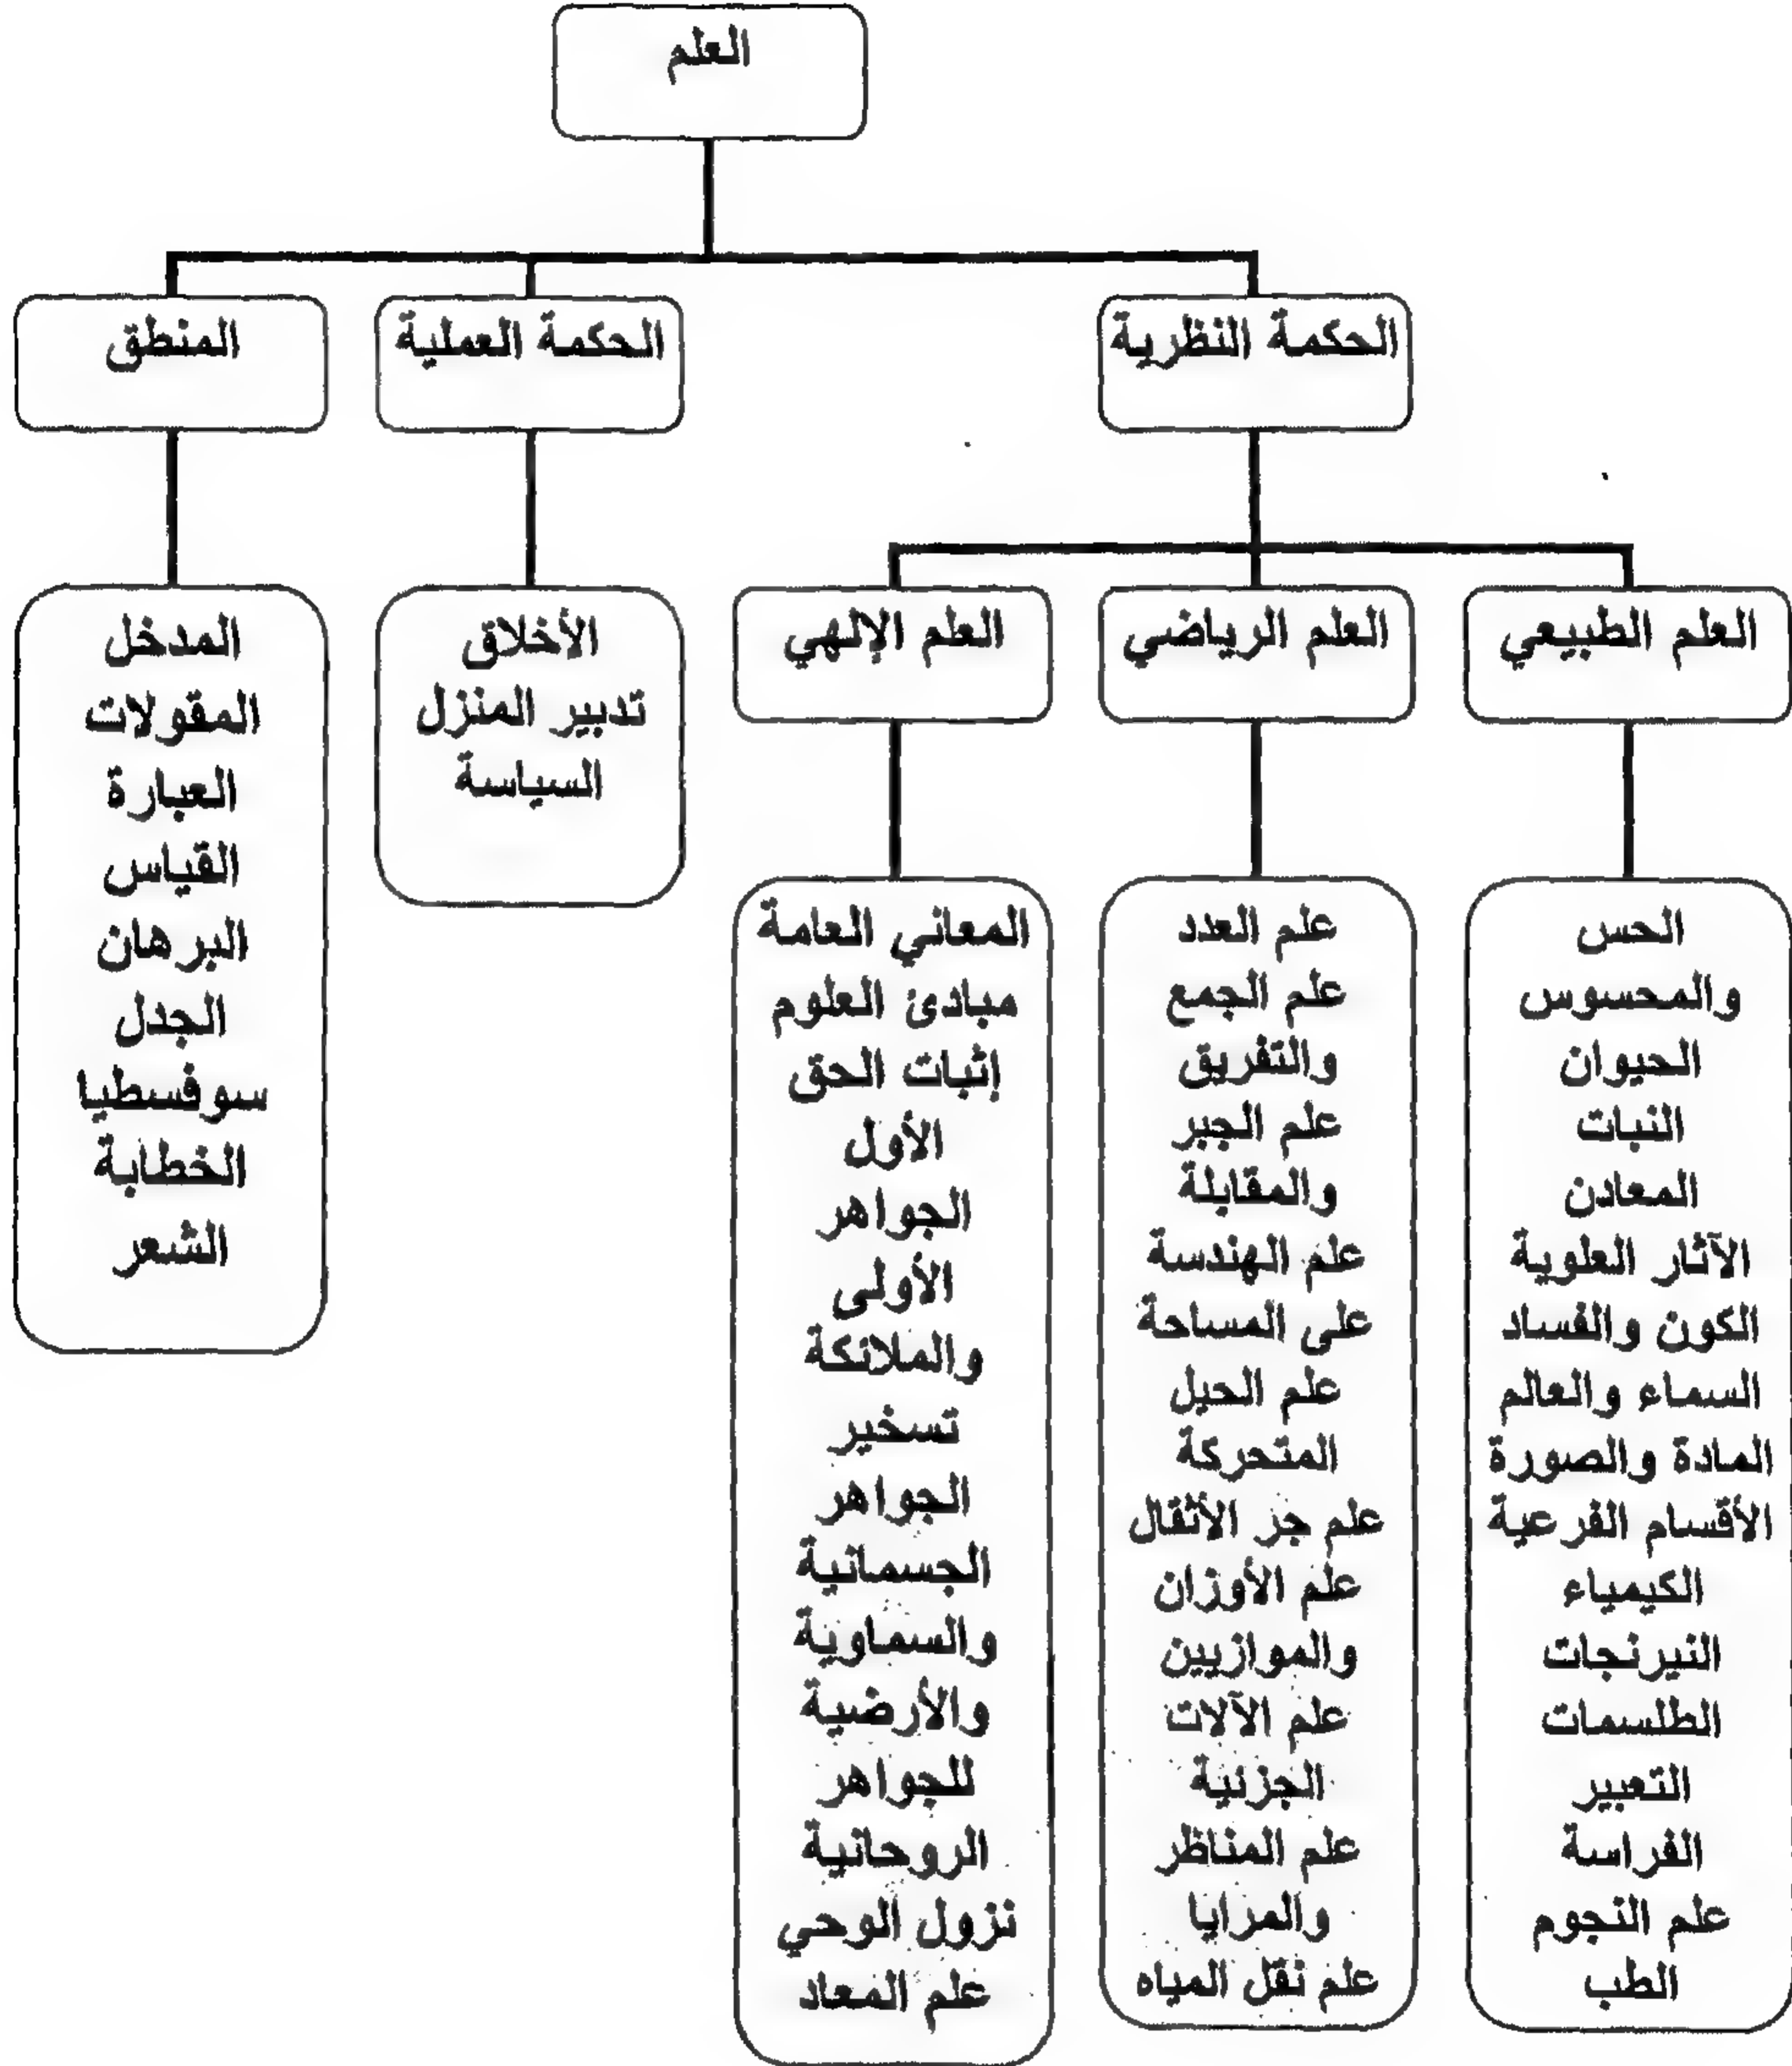 العلم
الحكمة النظرية
الحكمة العملية
المنطق
العلم الطبيعي
العلم الرياضي
العلم الإلهي
الأخلاق
تدبير المنزل
السياسة
المدخل
المقولات
العبارة
القياس
البرهان
الجدل
سوفسطيا
الخطابة
الشعر
الحس
والمحسوس
الحيوان
النبات
المعادن
الآثار العلوية
الكون والفساد
السماء والعالم
المادة والصورة
الأقسام الفرعية
الكيمياء
النيرنجات
الطلسمات
التعبير
الفراسة
علم النجوم
الطب
علم العدد
علم الجمع
والتفريق
علم الجبر
والمقابلة
علم الهندسة
على المساحة
علم الحيل
المتحركة
علم جر الأثقال
علم الأوزان
والموازيين
علم الآلات
الجزئية
علم المناظر
والمرايا
علم نقل المياه
المعاني العامة
مبادئ العلوم
إثبات الحق
الأول
الجواهر
الأولى
والملائكة
تسخير
الجواهر
الجسمانية
والسماوية
والأرضية
للجواهر
الروحانية
نزول الوحي
علم المعاد